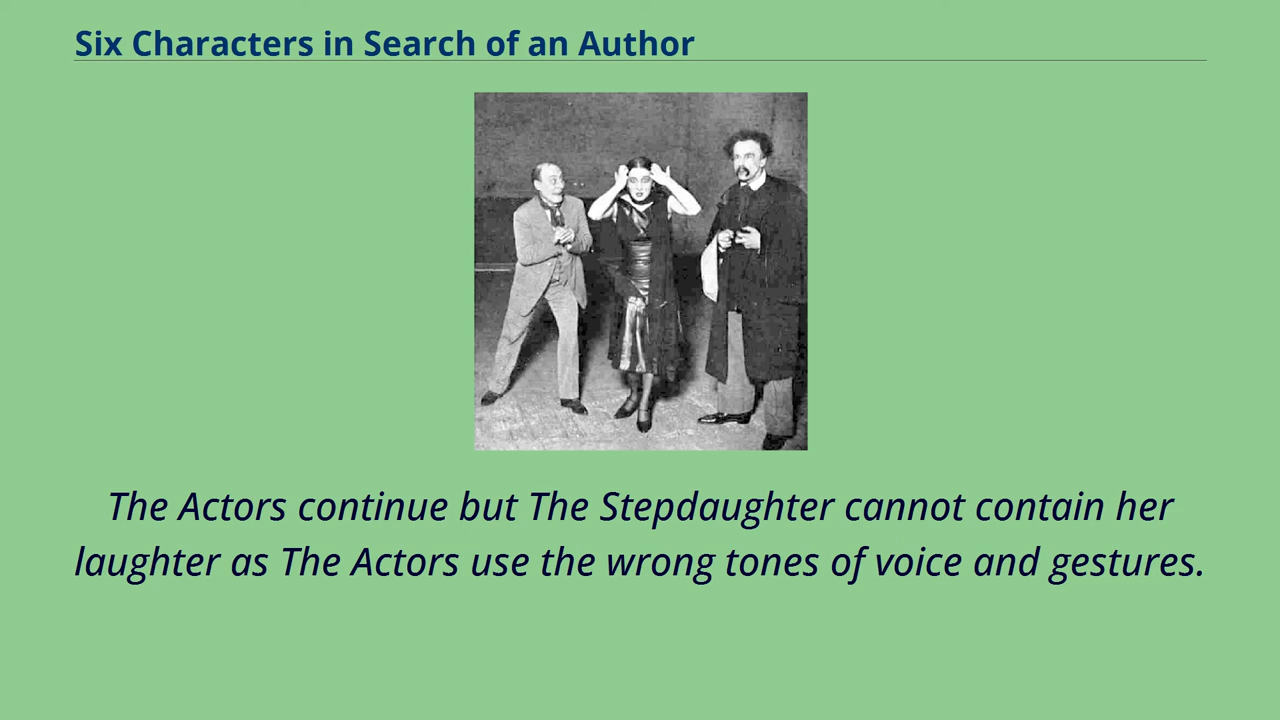 Six Characters in Search of an Author
The Actors continue but The Stepdaughter cannot contain her
laughter as The Actors use the wrong tones of voice and gestures.